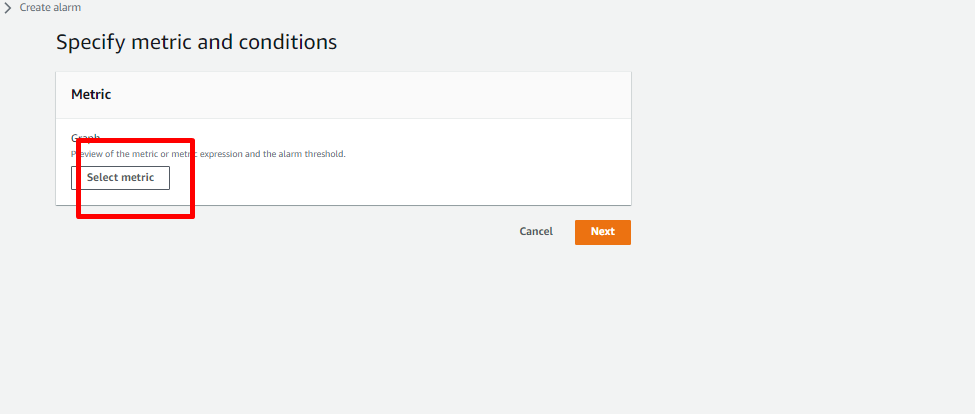 Create alarm
Specify metric and conditions
Metric
Graph
Preview of the metric or metric expression and the alarm threshold.
Select metric
Cancel
Next